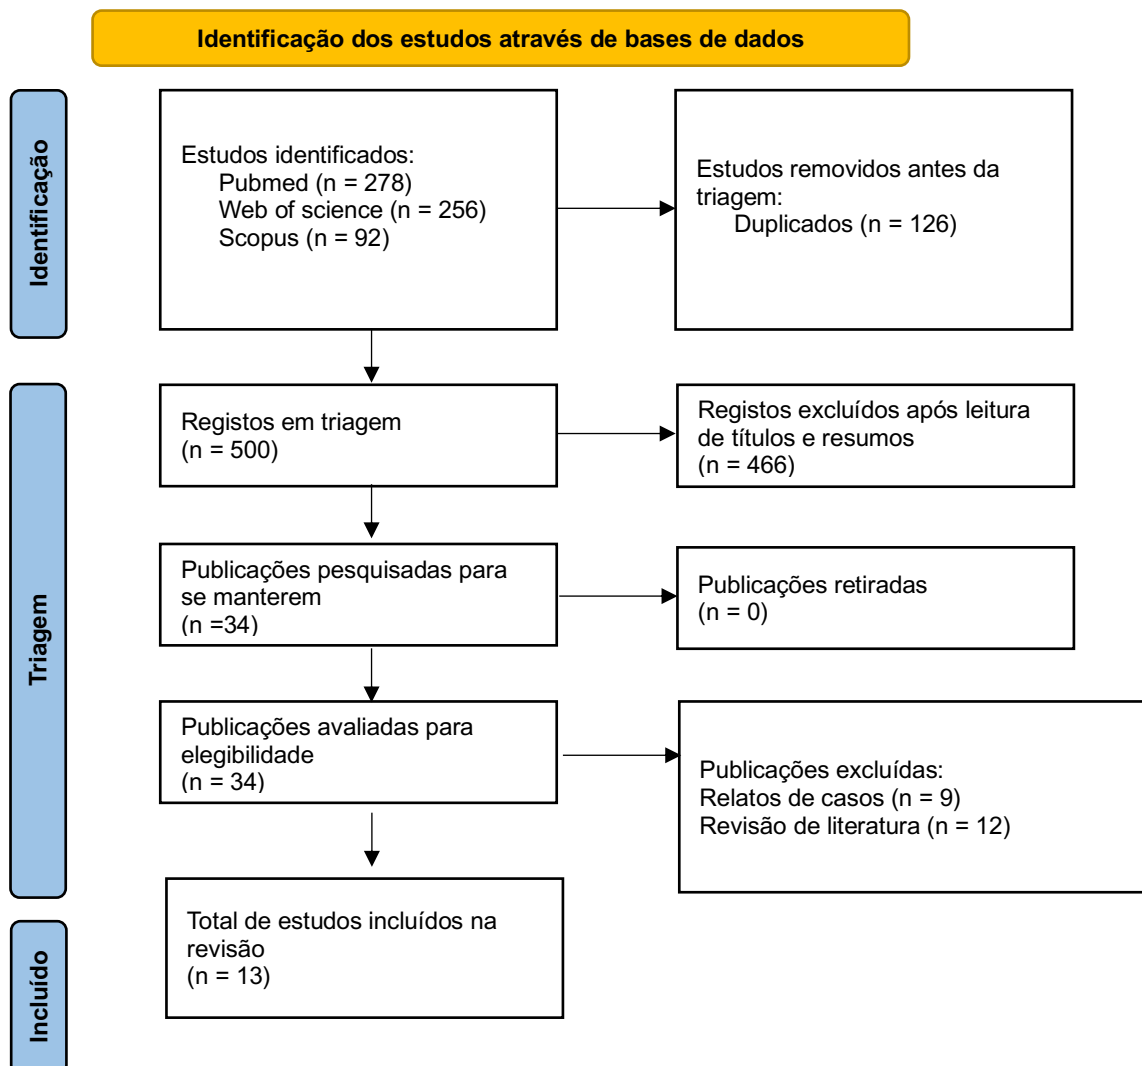 Identificação dos estudos através de bases de dados
Identificação
Estudos identificados:
Pubmed (n = 278)
Web of science (n = 256)
Scopus (n = 92)
Estudos removidos antes da
triagem:
Duplicados (n = 126)
Triagem
Registos em triagem
(n = 500)
Registos excluídos após leitura
de títulos e resumos
(n = 466)
Publicações pesquisadas para
se manterem
(n =34)
Publicações retiradas
(n = 0)
Publicações avaliadas para
elegibilidade
(n = 34)
Publicações excluídas:
Relatos de casos (n = 9)
Revisão de literatura (n = 12)
Incluído
Total de estudos incluídos na
revisão
(n = 13)